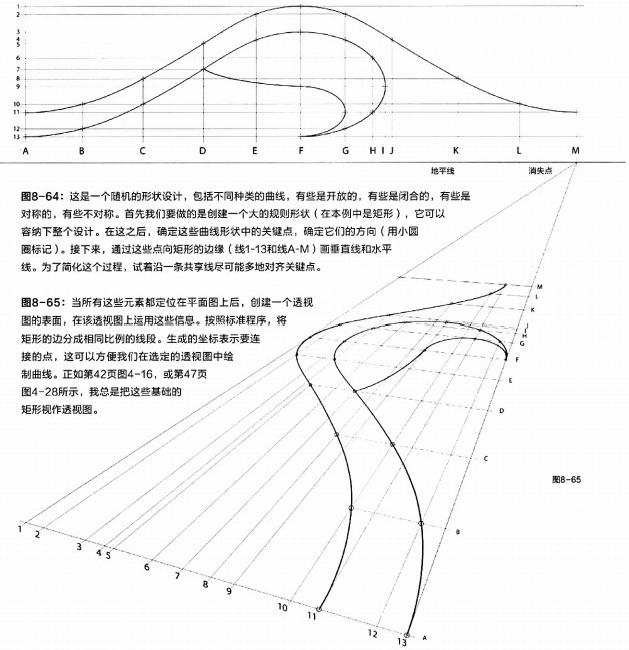 1
2
3
4
5
6
7
8
9
10
11
12
13
A B C D E F G H I J K L M
地平线 消失点
图8-64：这是一个随机的形状设计，包括不同种类的曲线，有些是开放的，有些是闭合的，有些是
对称的，有些不对称。首先我们要做的是创建一个大的规则形状（在本例中是矩形），它可以
容纳下整个设计。在这之后，确定这些曲线形状中的关键点，确定它们的方向（用小圆
圈标记）。接下来，通过这些点向矩形的边缘（线1-13和线A-M）画垂直线和水平
线。为了简化这个过程，试着沿一条共享线尽可能多地对齐关键点。
图8-65：当所有这些元素都定位在平面图上后，创建一个透视
图的表面，在该透视图上运用这些信息。按照标准程序，将
矩形的边分成相同比例的线段。生成的坐标表示要连
接的点，这可以方便我们在选定的透视图中绘
制曲线。正如第42页图4-16，或第47页
图4-28所示，我总是把这些基础的
矩形视作透视图。
M
L
K
J
I
H
G
F
E
D
C
图8-65
B
1 2 3 4 5 6 7 8 9 10 11 12 13 A